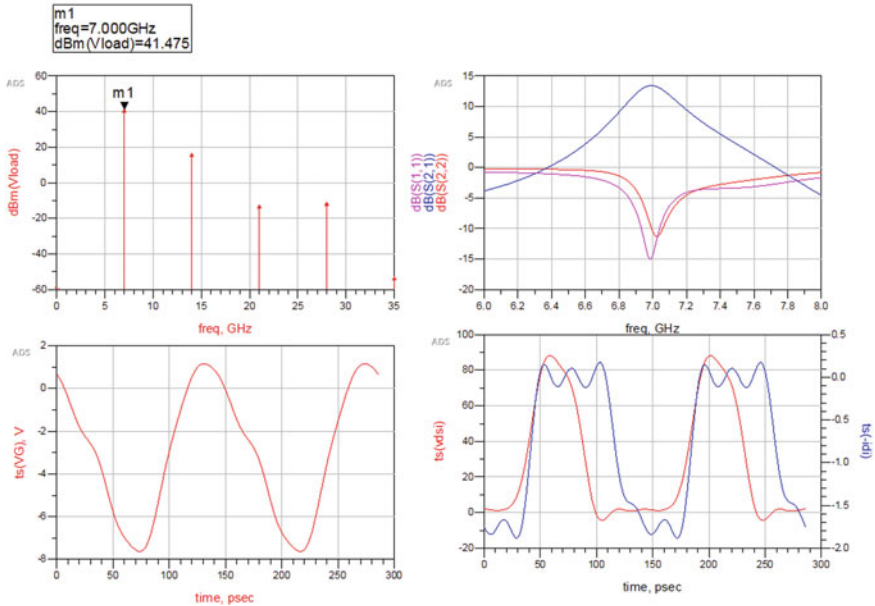 m1
freq=7.000GHz
dBm(Vload)=41.475
ADS
m1
dBm(Vload)
60
40
20
0
-20
-40
-60
0 5 10 15 20 25 30 35
freq, GHz
ADS
dB(S(1,1))
dB(S(2,1))
dB(S(2,2))
15
10
5
0
-5
-10
-15
-20
6.0 6.2 6.4 6.6 6.8 7.0 7.2 7.4 7.6 7.8 8.0
freq, GHz
ADS
ts(VG), V
2
0
-2
-4
-6
-8
0 50 100 150 200 250 300
time, psec
ADS
ts(vdsi)
100
80
60
40
20
0
-20
0 50 100 150 200 250 300
time, psec
0.5
0.0
-0.5
-1.0
-1.5
-2.0
ts(-idi)